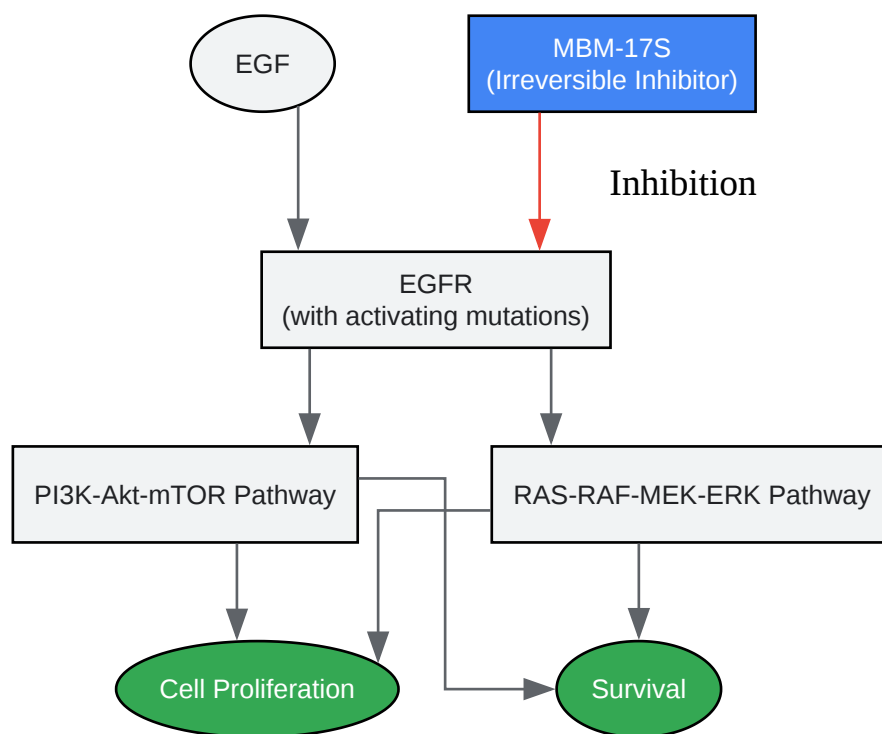 EGF
MBM-17S
(Irreversible Inhibitor)
Inhibition
EGFR
(with activating mutations)
PI3K-Akt-mTOR Pathway
RAS-RAF-MEK-ERK Pathway
Cell Proliferation
Survival